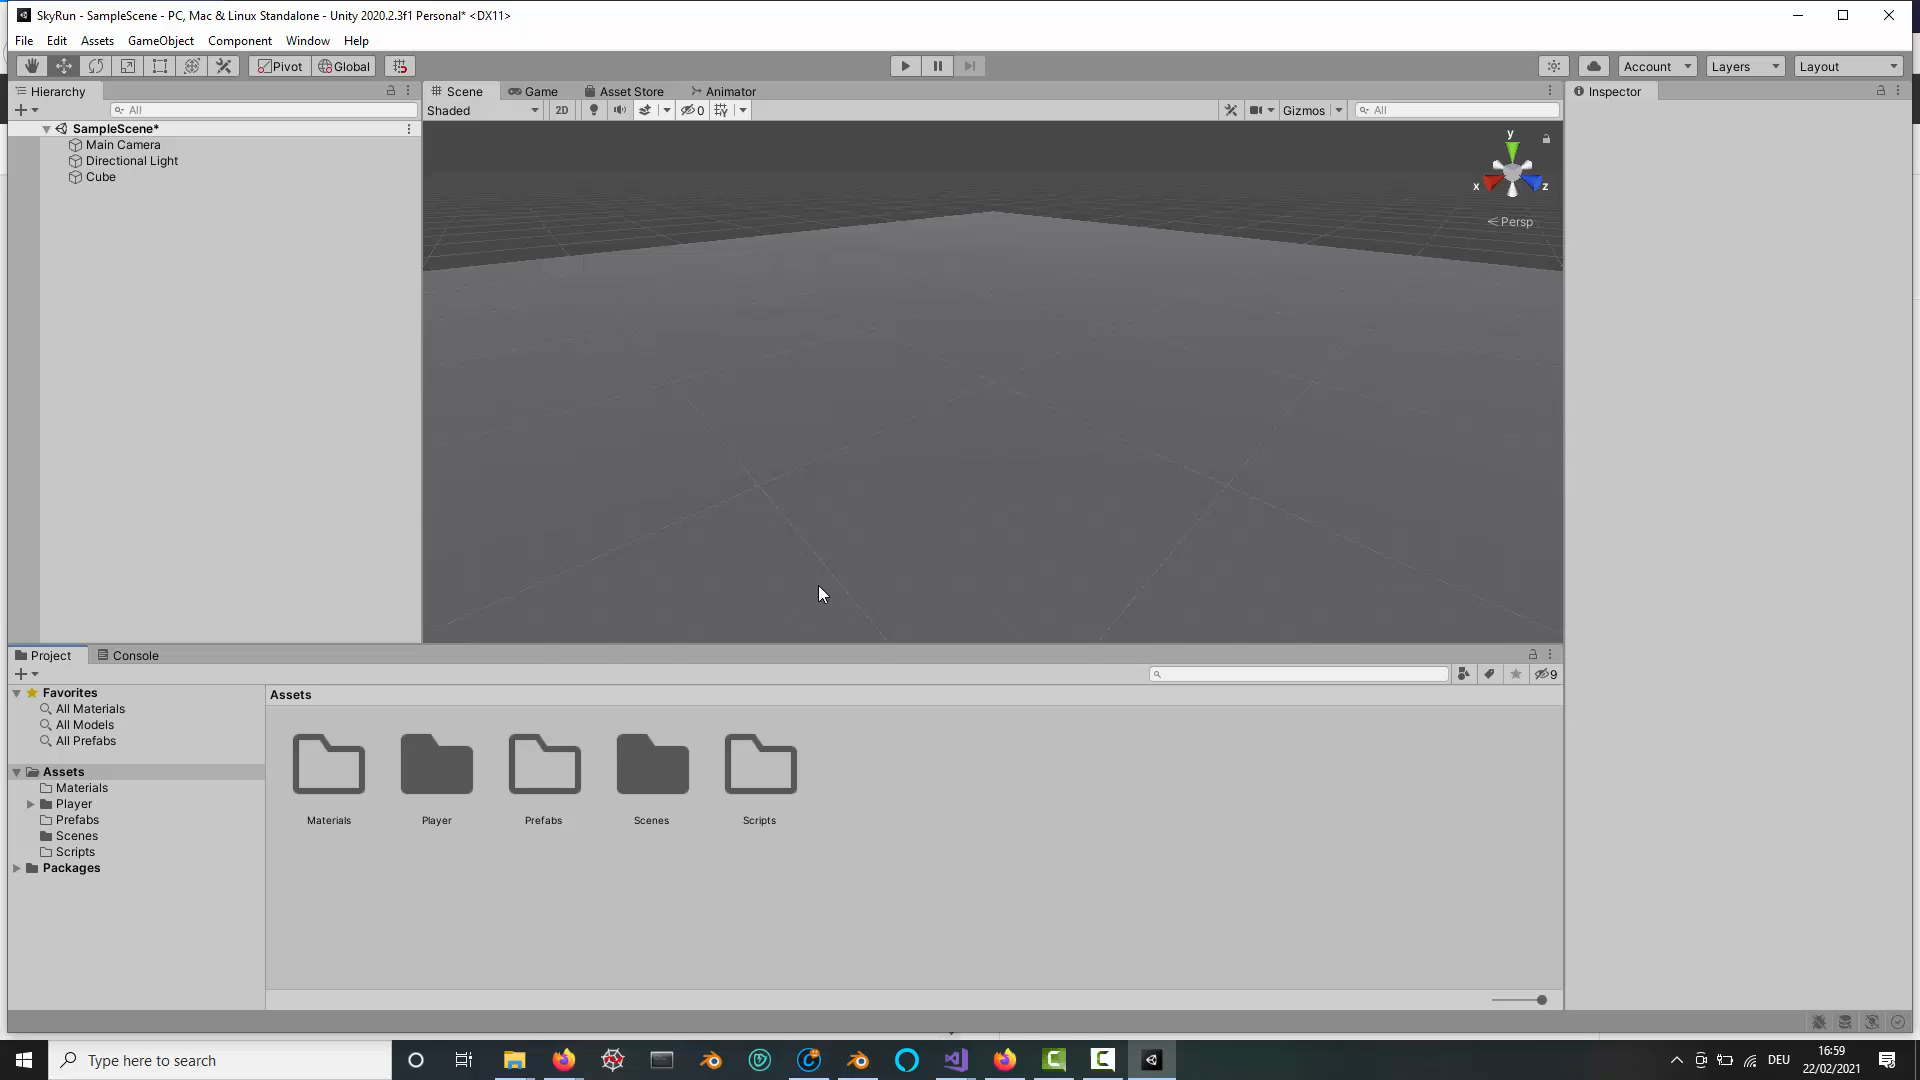 SkyRun - SampleScene - PC, Mac & Linux Standalone - Unity 2020.2.3f1 Personal* <DX11>
File Edit Assets GameObject Component Window Help
Pivot Global Account Layers Layout
Hierarchy
All
SampleScene*
Main Camera
Directional Light
Cube
Scene Game Asset Store Animator
Shaded 2D 0 Gizmos All
y
x z
Persp
Inspector
Project Console
9
Favorites
All Materials
All Models
All Prefabs
Assets
Materials
Player
Prefabs
Scenes
Scripts
Packages
Assets
Materials Player Prefabs Scenes Scripts
Type here to search
DEU
16:59
22/02/2021